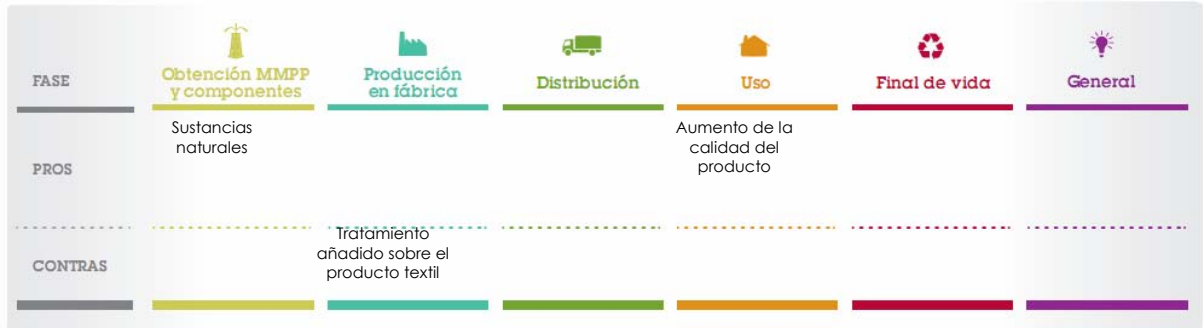 FASE
Obtención MMPP
y componentes
Producción
en fábrica
Distribución
Uso
Final de vida
General
PROS
Sustancias
naturales
Aumento de la
calidad del
producto
CONTRAS
Tratamiento
añadido sobre el
producto textil